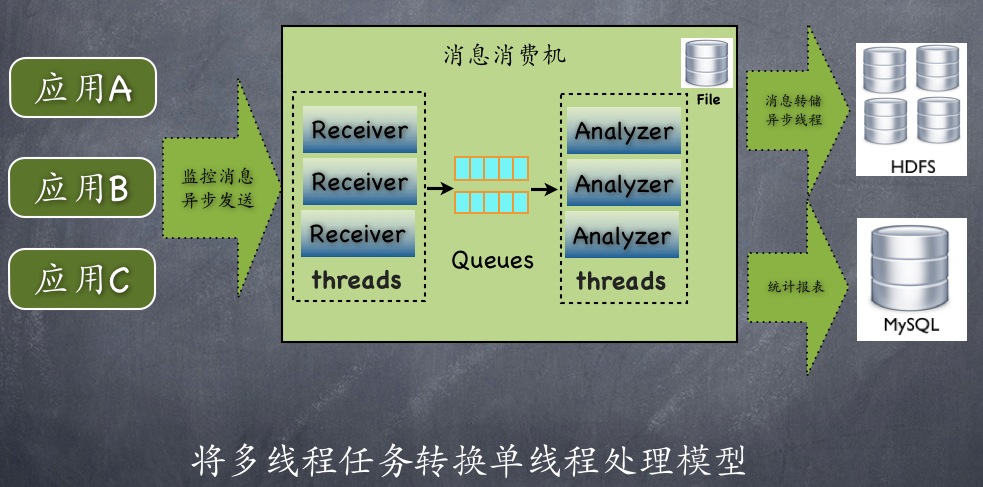 应用A
应用B
应用C
监控消息
异步发送
消息消费机
File
Receiver
Receiver
Receiver
threads
Queues
Analyzer
Analyzer
Analyzer
threads
消息转储
异步线程
HDFS
统计报表
MySQL
将多线程任务转换单线程处理模型